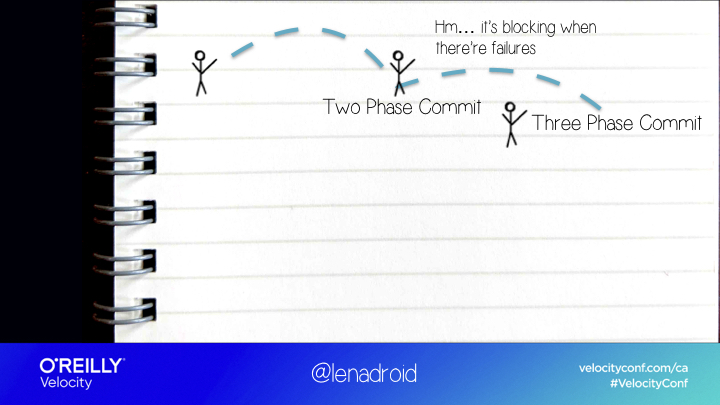 Hm... it's blocking when
there're failures
Two Phase Commit
Three Phase Commit
O'REILLY®
Velocity
@lenadroid
velocityconf.com/ca
#VelocityConf